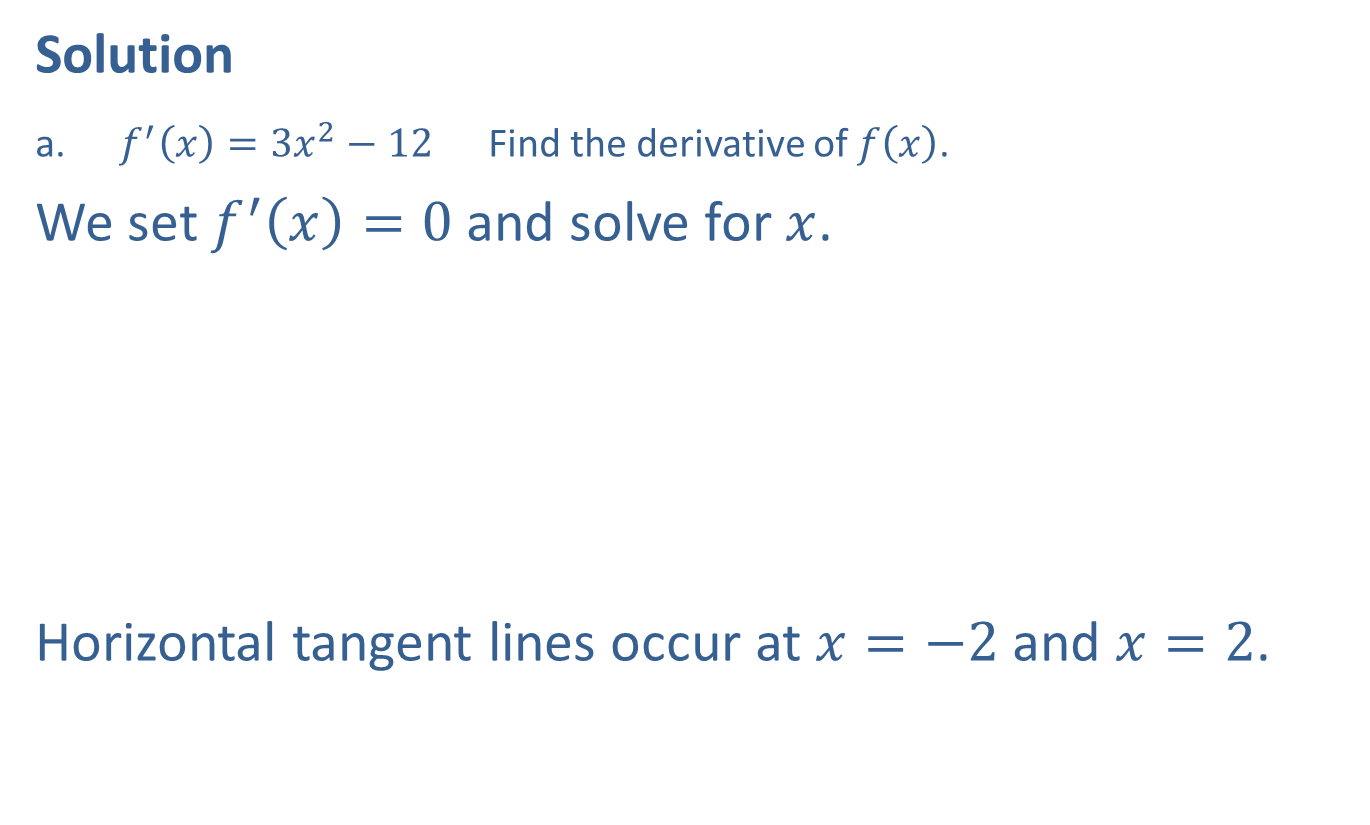 Solution
a. f′(x) = 3x² − 12 Find the derivative of f(x).
We set f′(x) = 0 and solve for x.
Horizontal tangent lines occur at x = −2 and x = 2.